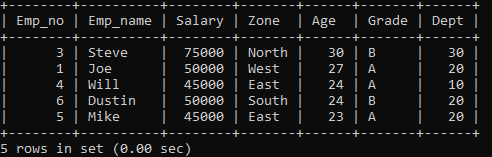 +--------+----------+--------+-------+------+-------+------+
| Emp_no | Emp_name | Salary | Zone  | Age  | Grade | Dept |
+--------+----------+--------+-------+------+-------+------+
|      3 | Steve    |  75000 | North |   30 | B     |   30 |
|      1 | Joe      |  50000 | West  |   27 | A     |   20 |
|      4 | Will     |  45000 | East  |   24 | A     |   10 |
|      6 | Dustin   |  50000 | South |   24 | B     |   20 |
|      5 | Mike     |  45000 | East  |   23 | A     |   20 |
+--------+----------+--------+-------+------+-------+------+
5 rows in set (0.00 sec)